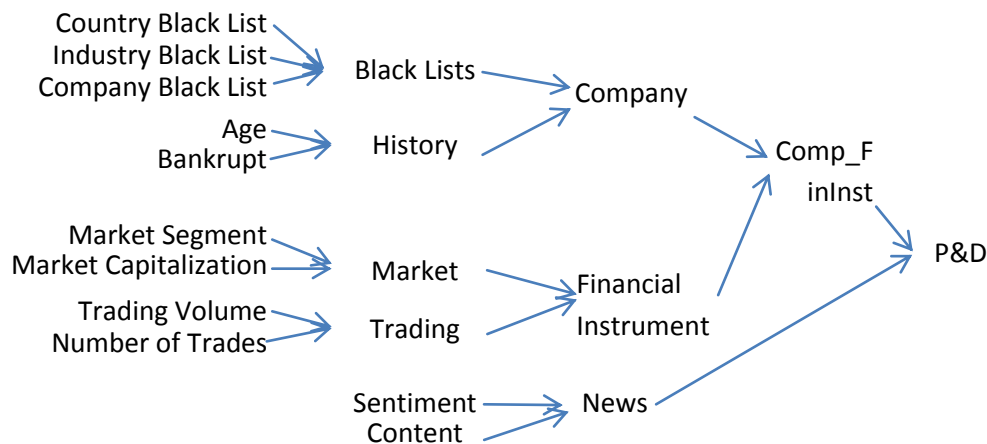 Country Black List
Industry Black List
Company Black List
Black Lists
Company
Age
Bankrupt
History
Comp_F
inInst
Market Segment
Market Capitalization
Market
Financial
Instrument
P&D
Trading Volume
Number of Trades
Trading
Sentiment
Content
News